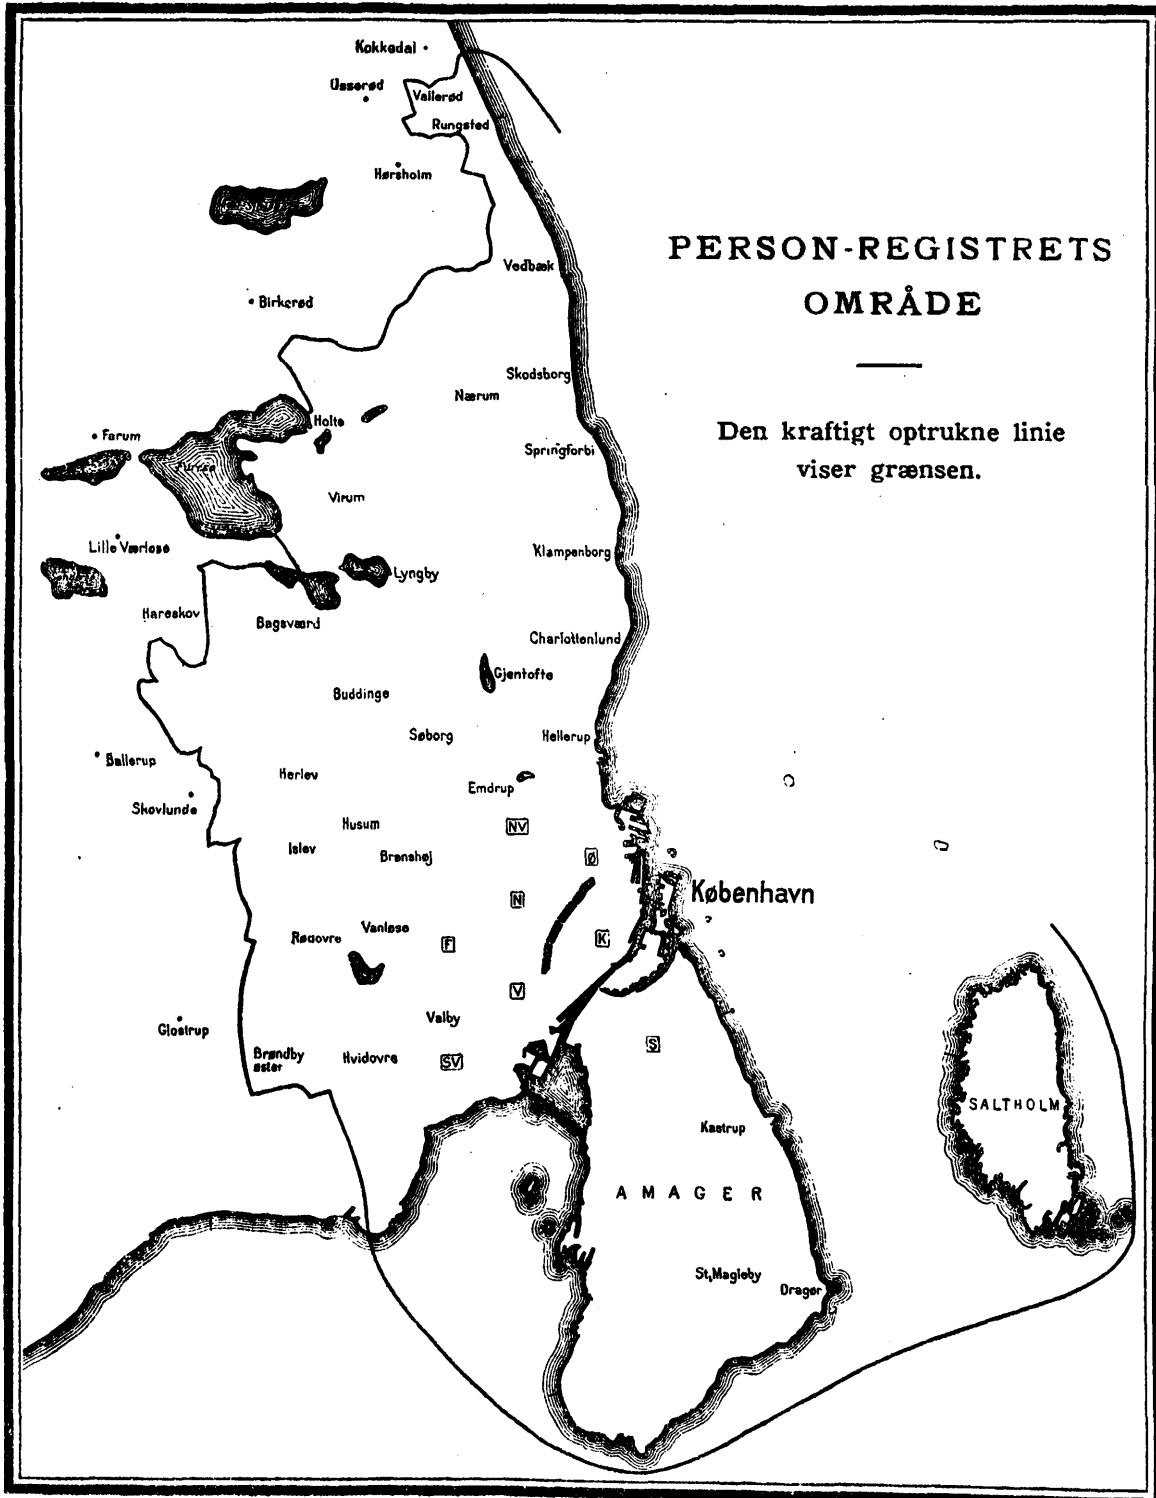 Kokkedal
Usserød
Vallerød
Rungsted
Hørsholm
PERSON-REGISTRETS
OMRÅDE
Vedbæk
Birkerød
Skodsborg
Nærum
Holte
Farum
Den kraftigt optrukne linie
viser grænsen.
Springforbi
Furesø
Virum
Lille Værløse
Klampenborg
Lyngby
Hareskov
Bagsværd
Charlottenlund
Gjentofte
Buddinge
Søborg
Hellerup
Ballerup
Herlev
Emdrup
Skovlunde
Husum
NV
Islev
Brønshøj
Ø
København
N
Vanløse
Rødovre
F
K
V
Valby
Glostrup
S
Brøndby
øster
Hvidovre
SV
SALTHOLM
Kastrup
AMAGER
St. Magleby
Dragør